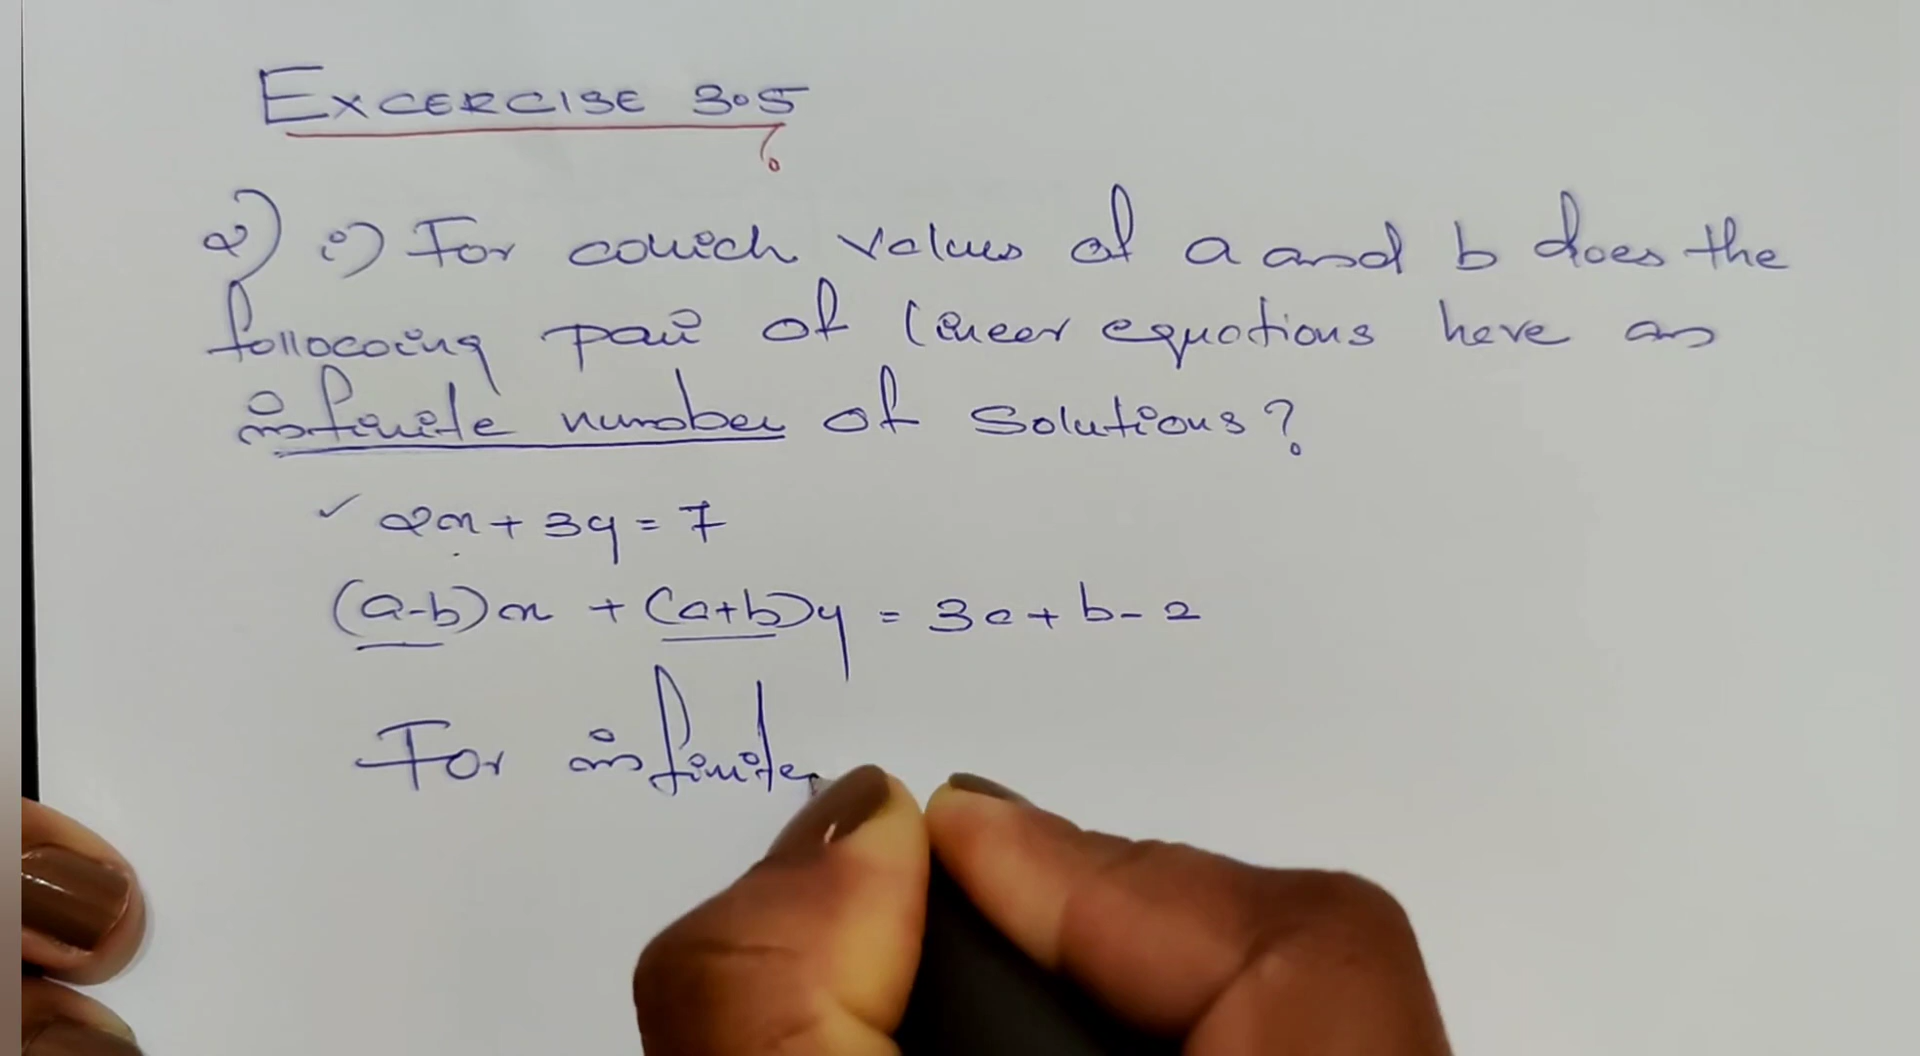 EXCERCISE 3.5
2) i) For which values of a and b does the
following pair of linear equations have an
infinite number of solutions?
✓ 2x + 3y = 7
(a-b)x + (a+b)y = 3a + b - 2
For infinite